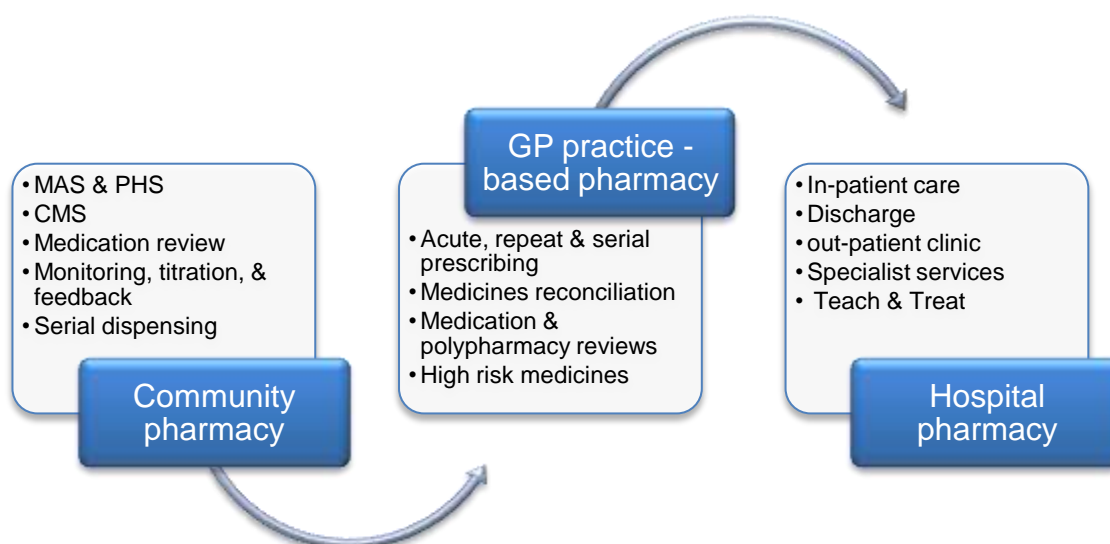 • MAS & PHS
• CMS
• Medication review
• Monitoring, titration, &
feedback
• Serial dispensing
Community
pharmacy
GP practice -
based pharmacy
• Acute, repeat & serial
prescribing
• Medicines reconciliation
• Medication &
polypharmacy reviews
• High risk medicines
• In-patient care
• Discharge
• out-patient clinic
• Specialist services
• Teach & Treat
Hospital
pharmacy